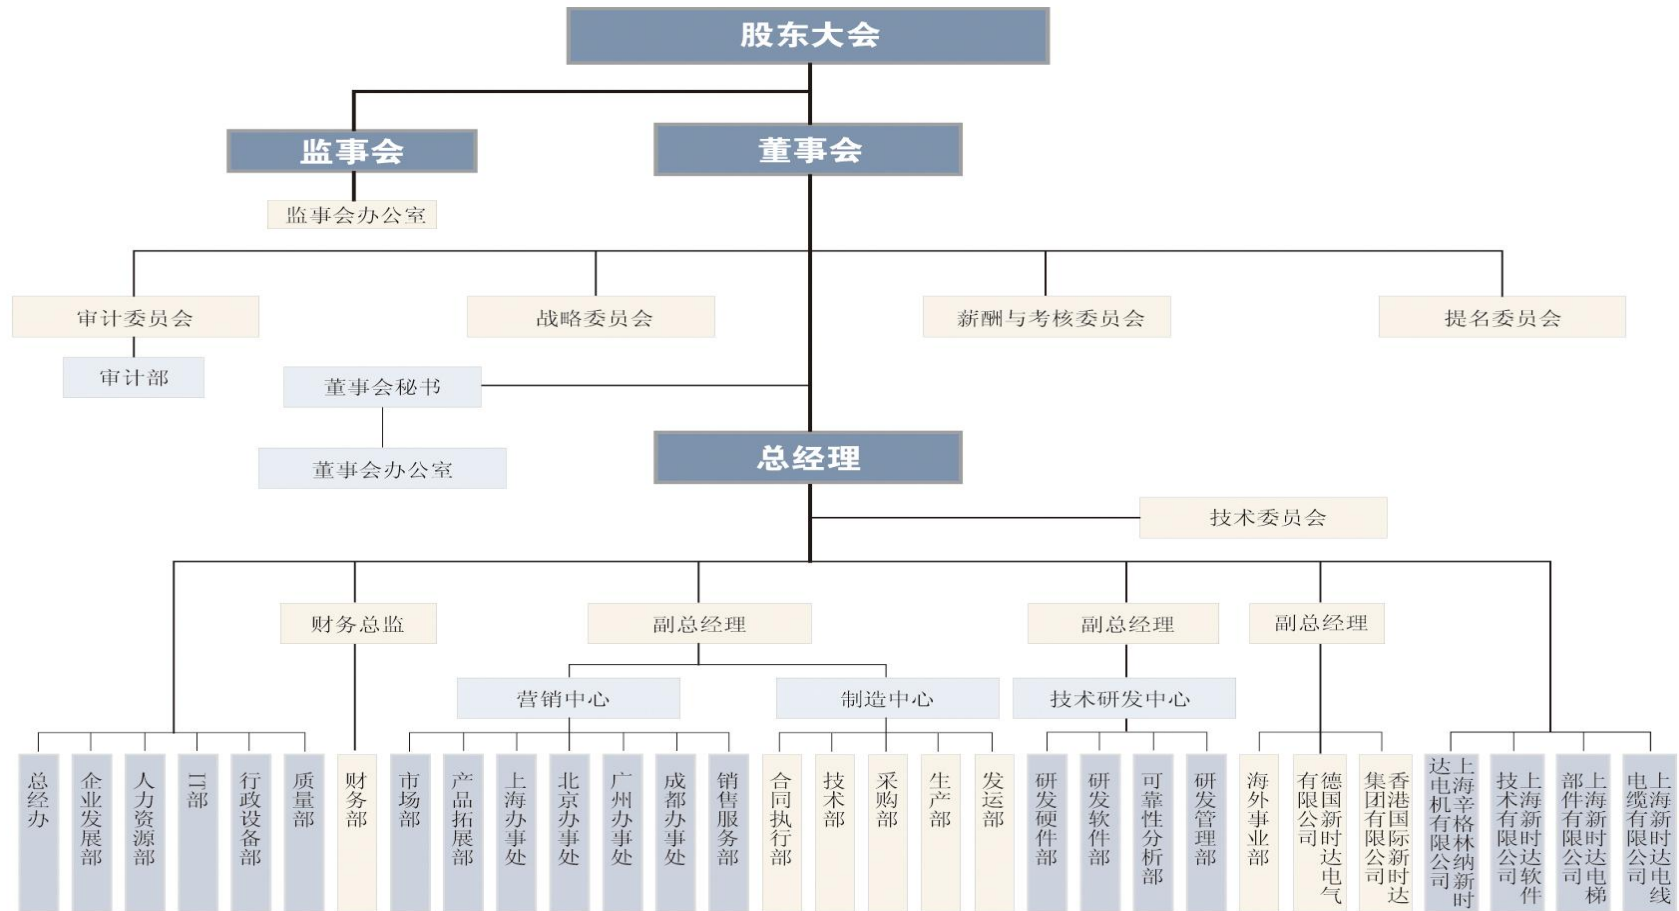 股东大会
监事会
董事会
监事会办公室
审计委员会
战略委员会
薪酬与考核委员会
提名委员会
审计部
董事会秘书
董事会办公室
总经理
技术委员会
财务总监
副总经理
副总经理
副总经理
营销中心
制造中心
技术研发中心
总经办
企业发展部
人力资源部
IT部
行政设备部
质量部
财务部
市场部
产品拓展部
上海办事处
北京办事处
广州办事处
成都办事处
销售服务部
合同执行部
技术部
采购部
生产部
发运部
研发硬件部
研发软件部
可靠性分析部
研发管理部
海外事业部
德国新时达电气
有限公司
香港国际新时达
集团有限公司
上海辛格林纳新时
达电机有限公司
上海新时达软件
技术有限公司
上海新时达电梯
部件有限公司
上海新时达电线
电缆有限公司